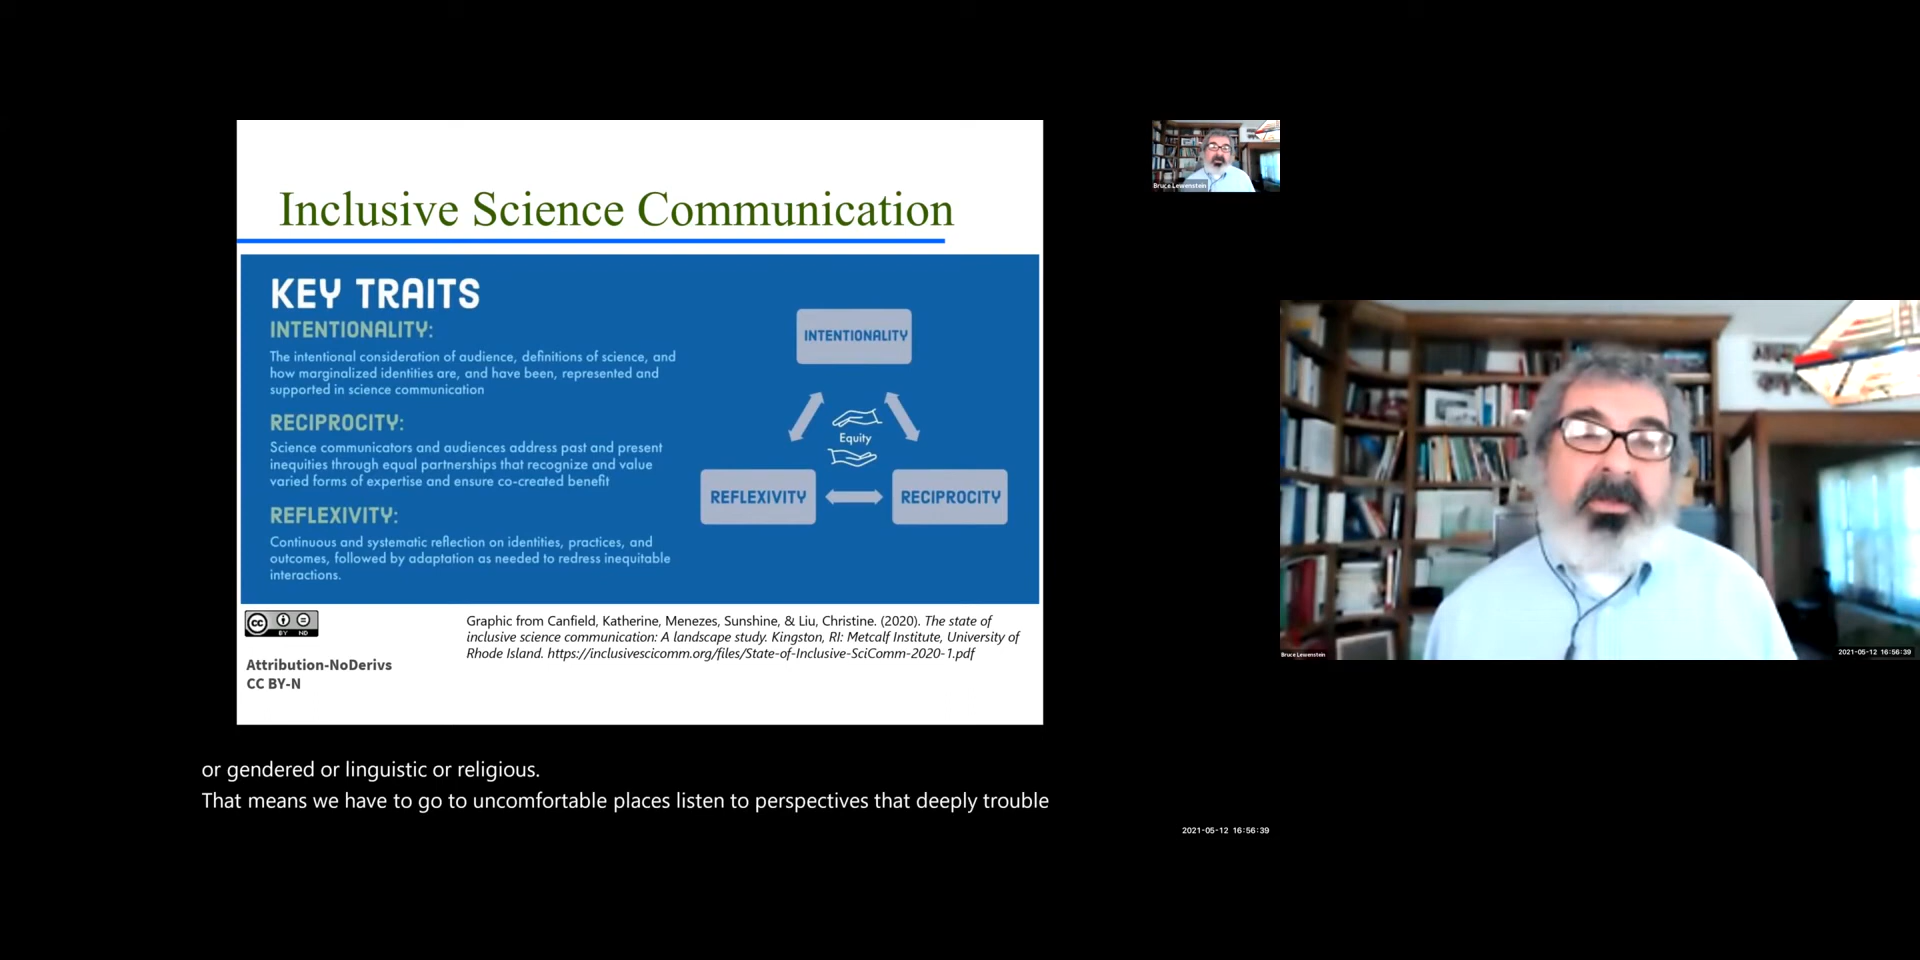 Inclusive Science Communication
KEY TRAITS
INTENTIONALITY:
The intentional consideration of audience, definitions of science, and
how marginalized identities are, and have been, represented and
supported in science communication
RECIPROCITY:
Science communicators and audiences address past and present
inequities through equal partnerships that recognize and value
varied forms of expertise and ensure co-created benefit
REFLEXIVITY:
Continuous and systematic reflection on identities, practices, and
outcomes, followed by adaptation as needed to redress inequitable
interactions.
INTENTIONALITY
Equity
REFLEXIVITY
RECIPROCITY
cc
BY ND
Attribution-NoDerivs
CC BY-N
Graphic from Canfield, Katherine, Menezes, Sunshine, & Liu, Christine. (2020). The state of
inclusive science communication: A landscape study. Kingston, RI: Metcalf Institute, University of
Rhode Island. https://inclusivescicomm.org/files/State-of-Inclusive-SciComm-2020-1.pdf
Bruce Lewenstein
Bruce Lewenstein
2021-05-12 16:56:39
or gendered or linguistic or religious.
That means we have to go to uncomfortable places listen to perspectives that deeply trouble
2021-05-12 16:56:39